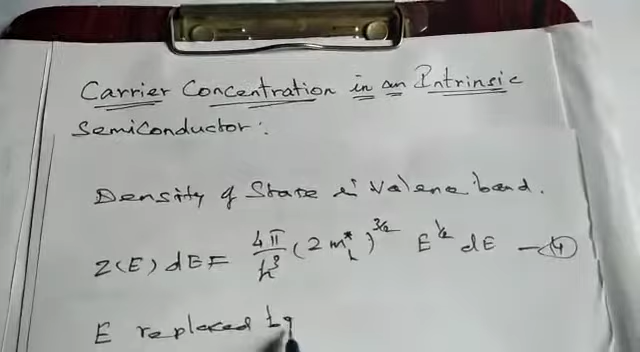 Carrier Concentration in an Intrinsic
Semiconductor:
Density of State in Valence band.
Z(E) dE = 4π/h³ (2 m*h)^3/2 E^1/2 dE —(4)
E replaced by